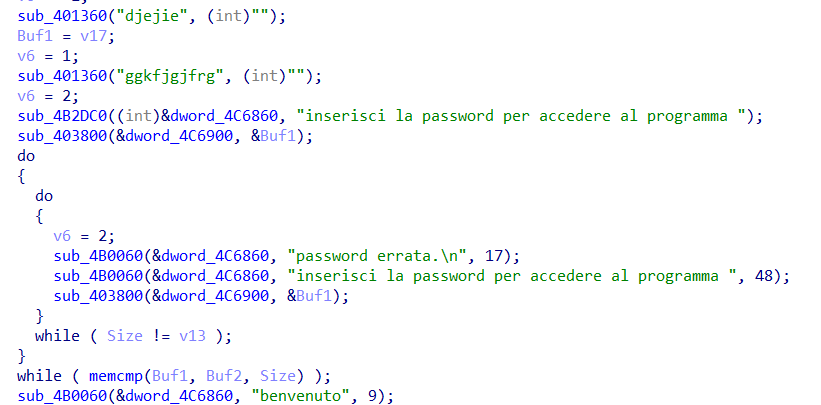 sub_401360("djejie", (int)"");
Buf1 = v17;
v6 = 1;
sub_401360("ggkfjgjfrg", (int)"");
v6 = 2;
sub_4B2DC0((int)&dword_4C6860, "inserisci la password per accedere al programma ");
sub_403800(&dword_4C6900, &Buf1);
do
{
do
{
v6 = 2;
sub_4B0060(&dword_4C6860, "password errata.\n", 17);
sub_4B0060(&dword_4C6860, "inserisci la password per accedere al programma ", 48);
sub_403800(&dword_4C6900, &Buf1);
}
while ( Size != v13 );
}
while ( memcmp(Buf1, Buf2, Size) );
sub_4B0060(&dword_4C6860, "benvenuto", 9);